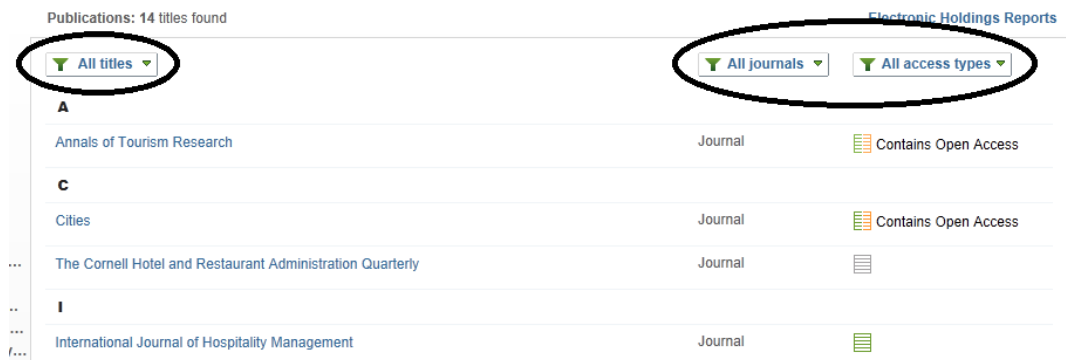 Publications: 14 titles found Electronic Holdings Reports
All titles All journals All access types
A
Annals of Tourism Research Journal Contains Open Access
C
Cities Journal Contains Open Access
... The Cornell Hotel and Restaurant Administration Quarterly Journal
.. I
...
... International Journal of Hospitality Management Journal